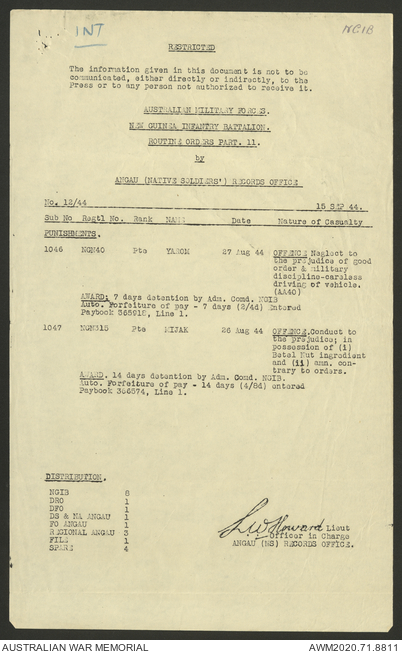 INT
NGIB
RESTRICTED
The information given in this document is not to be
communicated, either directly or indirectly, to the
Press or to any person not authorized to receive it.
AUSTRALIAN MILITARY FORCES.
NEW GUINEA INFANTRY BATTALION.
ROUTINE ORDERS PART. 11.
by
ANGAU (NATIVE SOLDIERS') RECORDS OFFICE
No. 12/44 15 SEP 44.
Sub No Regtl No. Rank NAME Date Nature of Casualty
PUNISHMENTS.
1046 NGN40 Pte YABOM 27 Aug 44 OFFENCE Neglect to
the prejudice of good
order & military
discipline-careless
driving of vehicle.
(AA40)
AWARD: 7 days detention by Adm. Comd. NGIB
Auto. Forfeiture of pay - 7 days (2/4d) Entered
Paybook 365918, Line 1.
1047 NGN315 Pte MIJAK 26 Aug 44 OFFENCE.Conduct to
the prejudice; in
possession of (i)
Betel Nut ingredient
and (ii) amn. con-
trary to orders.
AWARD. 14 days detention by Adm. Comd. NGIB.
Auto. Forfeiture of pay - 14 days (4/8d) entered
Paybook 366574, Line 1.
DISTRIBUTION.
NGIB 8
DRO 1
DFO 1
DS & NA ANGAU 1
FO ANGAU 1
REGIONAL ANGAU 3
FILE 1
SPARE 4
L.W Howard Lieut
Officer in Charge
ANGAU (NS) RECORDS OFFICE.
AUSTRALIAN WAR MEMORIAL AWM2020.71.8811